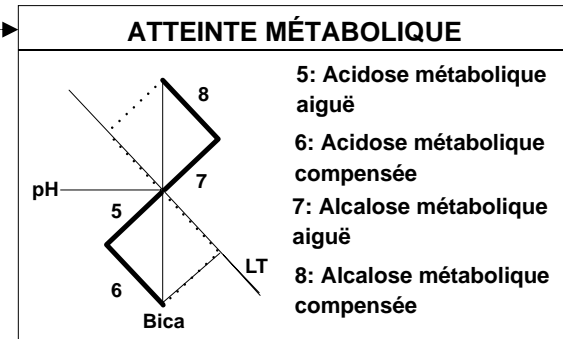 ATTEINTE MÉTABOLIQUE
8
7
pH
5
6
LT
Bica
5: Acidose métabolique
aiguë
6: Acidose métabolique
compensée
7: Alcalose métabolique
aiguë
8: Alcalose métabolique
compensée